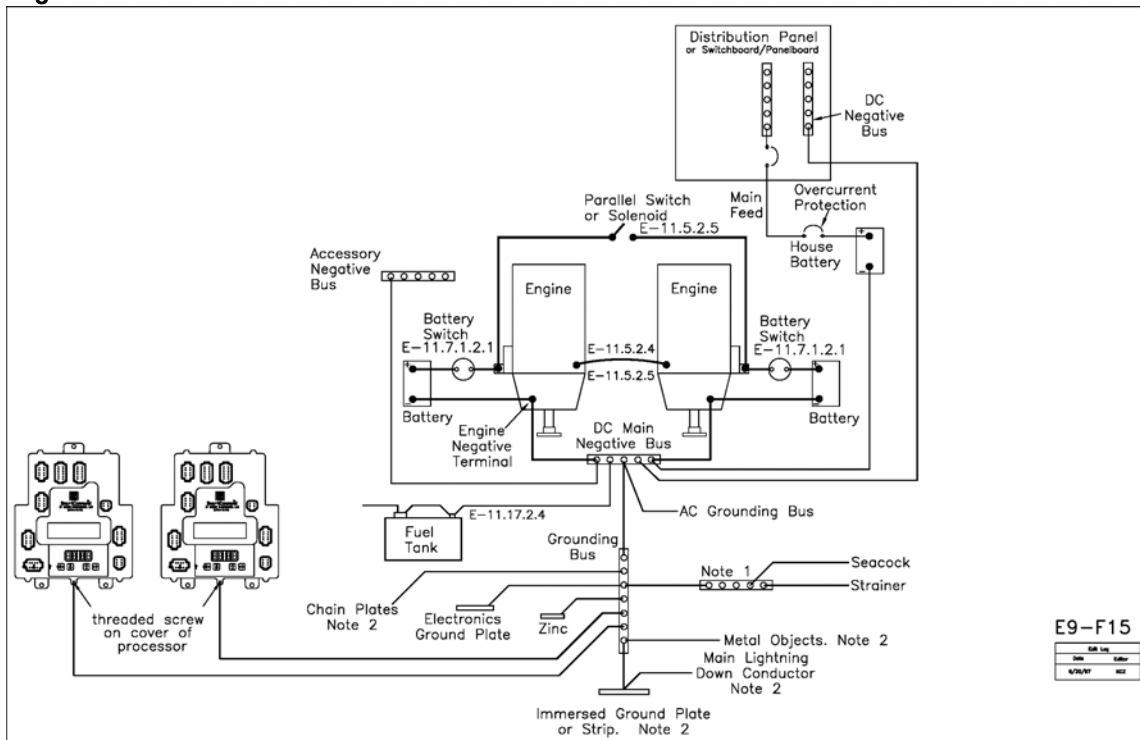 Distribution Panel
or Switchboard/Panelboard
DC
Negative
Bus
Parallel Switch
or Solenoid
E-11.5.2.5
Main
Feed
Overcurrent
Protection
House
Battery
+
-
Accessory
Negative
Bus
Engine
Engine
Battery
Switch
E-11.7.1.2.1
Battery
Switch
E-11.7.1.2.1
E-11.5.2.4
E-11.5.2.5
+
-
Battery
+
-
Battery
Engine
Negative
Terminal
DC Main
Negative Bus
AC Grounding Bus
E-11.17.2.4
Fuel
Tank
Grounding
Bus
Note 1
Seacock
Strainer
Chain Plates
Note 2
Electronics
Ground Plate
Zinc
threaded screw
on cover of
processor
Metal Objects. Note 2
Main Lightning
Down Conductor
Note 2
Immersed Ground Plate
or Strip. Note 2
E9-F15
Edit Log
Date Editor